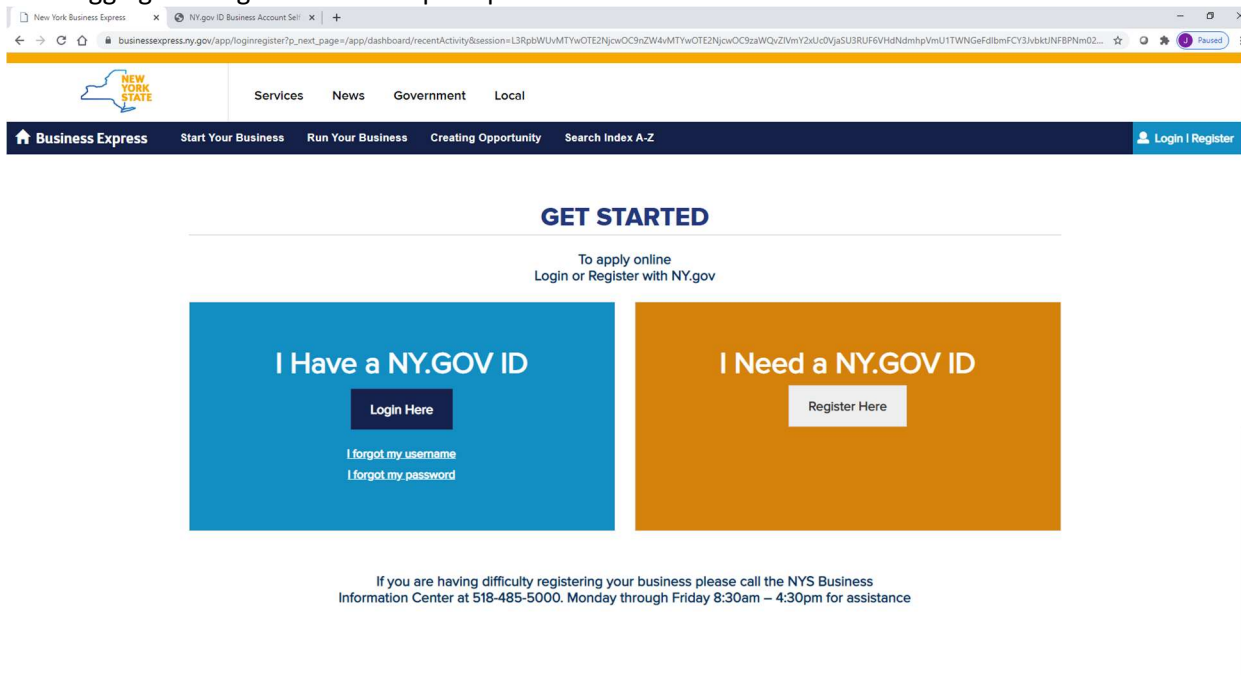 New York Business Express
NY.gov ID Business Account Self
businessexpress.ny.gov/app/loginregister?p_next_page=/app/dashboard/recentActivity&session=
Paused
NEW
YORK
STATE
Services News Government Local
Business Express Start Your Business Run Your Business Creating Opportunity Search Index A-Z Login | Register
GET STARTED
To apply online
Login or Register with NY.gov
I Have a NY.GOV ID
Login Here
I forgot my username
I forgot my password
I Need a NY.GOV ID
Register Here
If you are having difficulty registering your business please call the NYS Business
Information Center at 518-485-5000. Monday through Friday 8:30am – 4:30pm for assistance